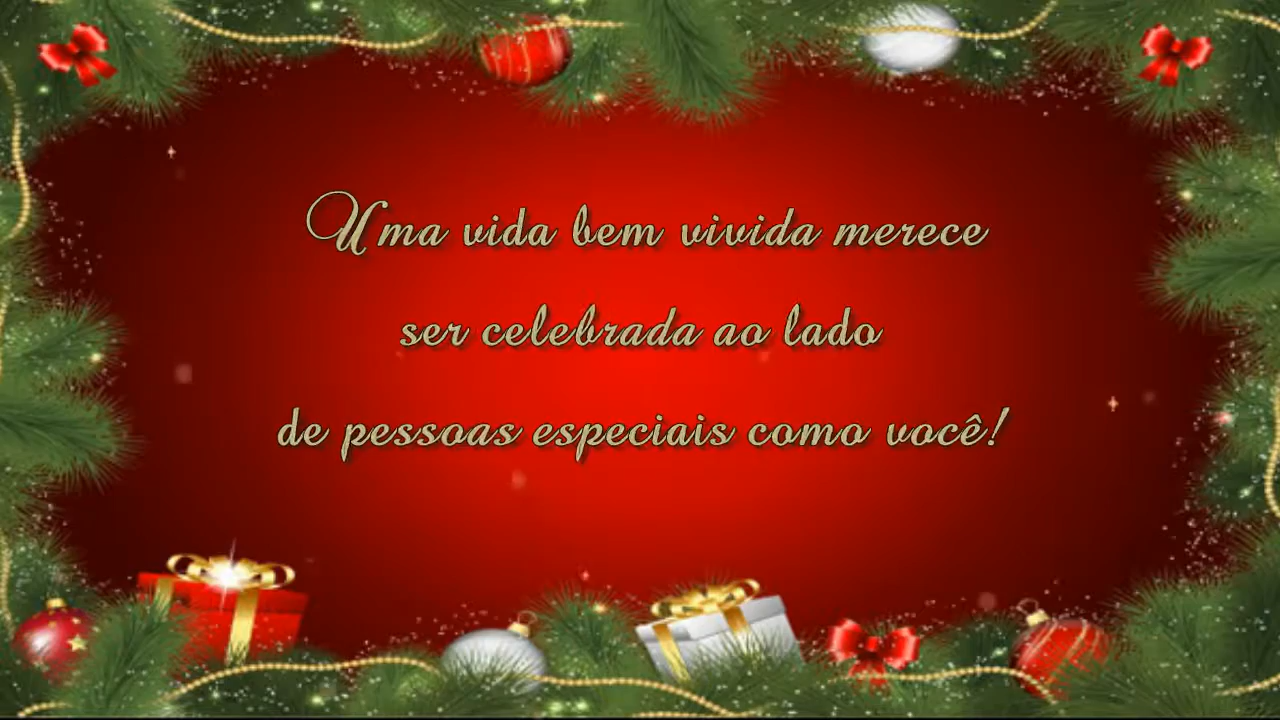 Uma vida bem vivida merece
ser celebrada ao lado
de pessoas especiais como você!